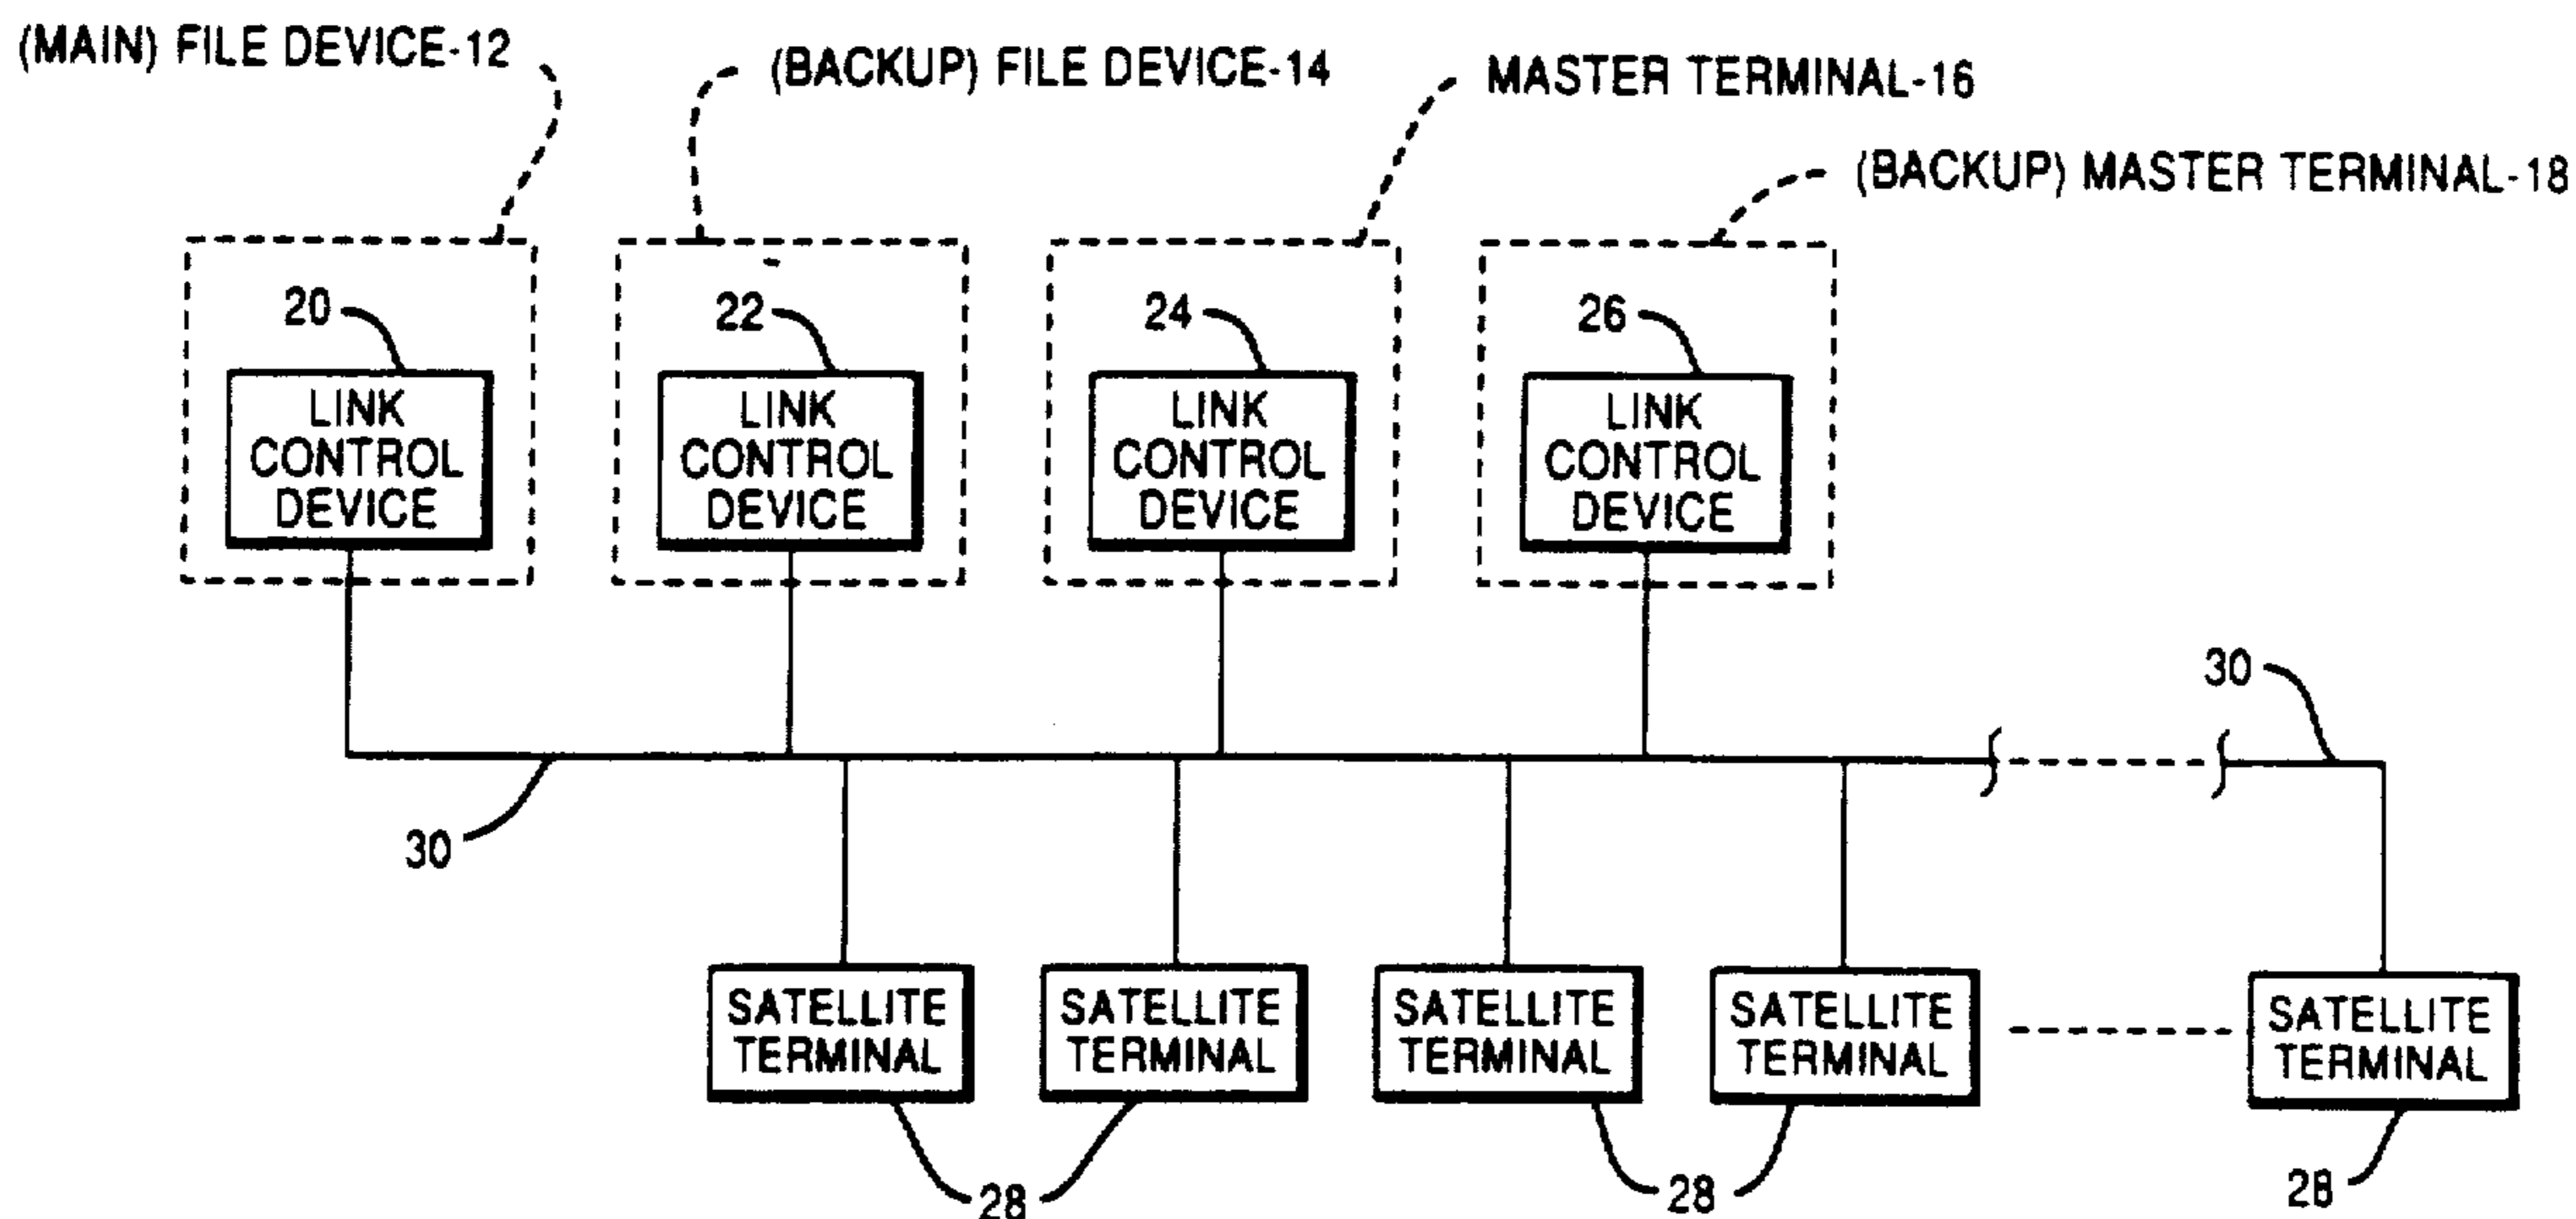 (MAIN) FILE DEVICE-12
(BACKUP) FILE DEVICE-14
MASTER TERMINAL-16
(BACKUP) MASTER TERMINAL-18
20
LINK
CONTROL
DEVICE
22
LINK
CONTROL
DEVICE
24
LINK
CONTROL
DEVICE
26
LINK
CONTROL
DEVICE
30
30
SATELLITE
TERMINAL
SATELLITE
TERMINAL
SATELLITE
TERMINAL
SATELLITE
TERMINAL
SATELLITE
TERMINAL
28
28
28